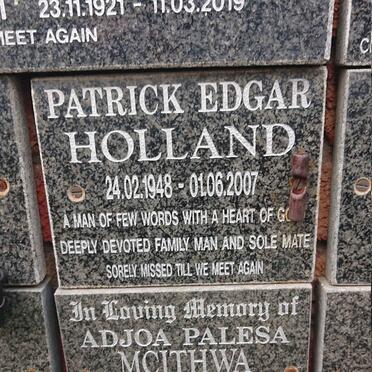 23.11.1921 - 11.03.2019
MEET AGAIN
PATRICK EDGAR
HOLLAND
24.02.1948 - 01.06.2007
A MAN OF FEW WORDS WITH A HEART OF
DEEPLY DEVOTED FAMILY MAN AND SOLE MATE
SORELY MISSED TILL WE MEET AGAIN
In Loving Memory of
ADJOA PALESA
MCITHWA